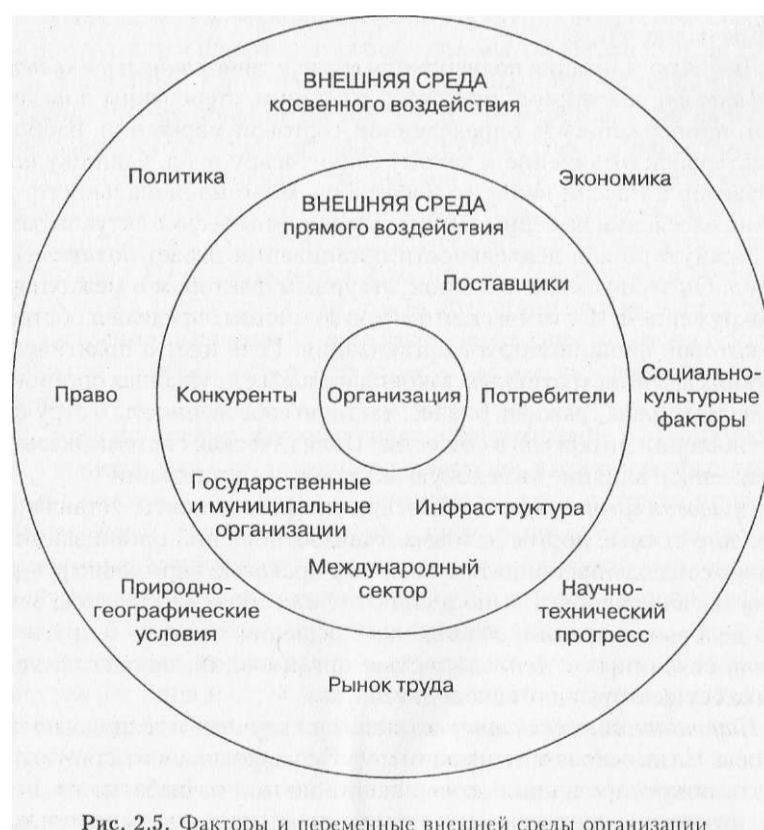 ВНЕШНЯЯ СРЕДА
косвенного воздействия
Политика
Экономика
ВНЕШНЯЯ СРЕДА
прямого воздействия
Поставщики
Право
Конкуренты
Организация
Потребители
Социально-
культурные
факторы
Государственные
и муниципальные
организации
Инфраструктура
Международный
сектор
Природно-
географические
условия
Научно-
технический
прогресс
Рынок труда
Рис. 2.5. Факторы и переменные внешней среды организации